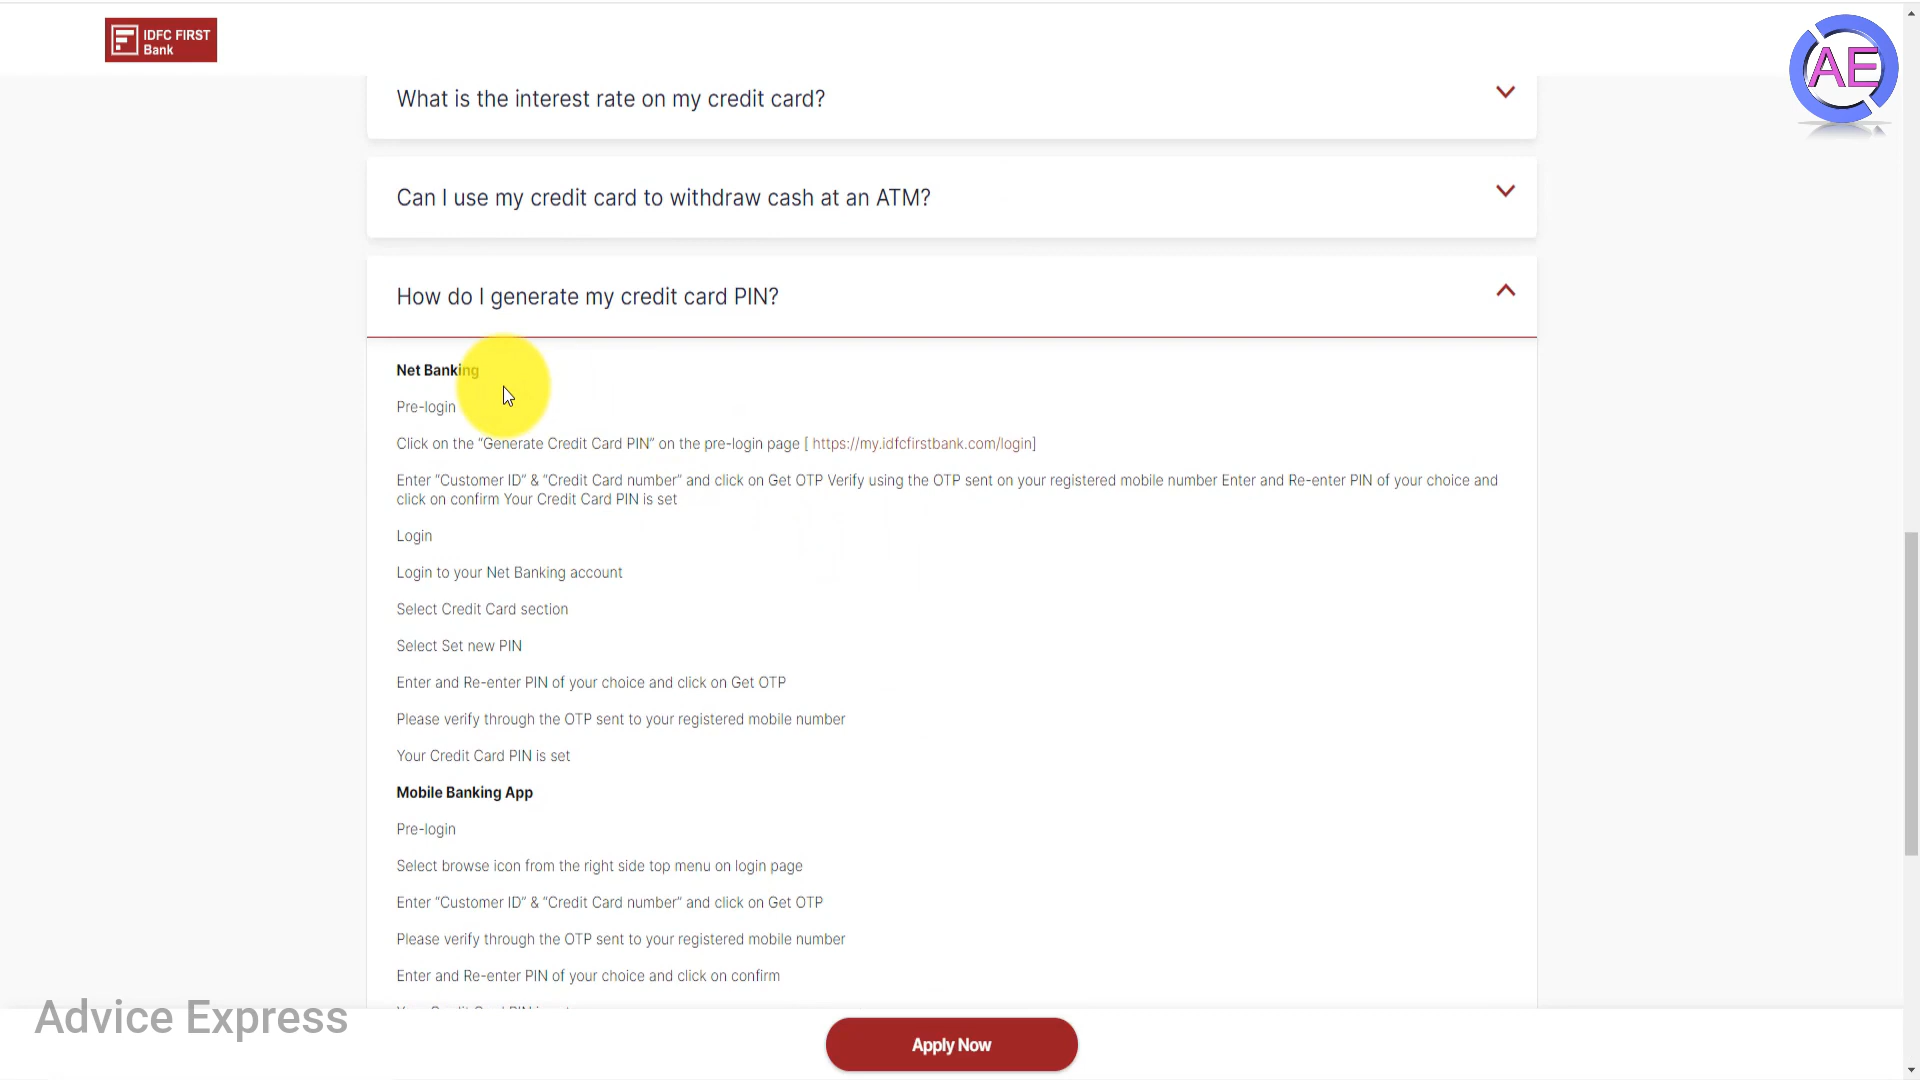 IDFC FIRST
Bank
AE
What is the interest rate on my credit card?
Can I use my credit card to withdraw cash at an ATM?
How do I generate my credit card PIN?
Net Banking
Pre-login
Click on the “Generate Credit Card PIN” on the pre-login page [ https://my.idfcfirstbank.com/login]
Enter “Customer ID” & “Credit Card number” and click on Get OTP Verify using the OTP sent on your registered mobile number Enter and Re-enter PIN of your choice and
click on confirm Your Credit Card PIN is set
Login
Login to your Net Banking account
Select Credit Card section
Select Set new PIN
Enter and Re-enter PIN of your choice and click on Get OTP
Please verify through the OTP sent to your registered mobile number
Your Credit Card PIN is set
Mobile Banking App
Pre-login
Select browse icon from the right side top menu on login page
Enter “Customer ID” & “Credit Card number” and click on Get OTP
Please verify through the OTP sent to your registered mobile number
Enter and Re-enter PIN of your choice and click on confirm
Advice Express
Apply Now